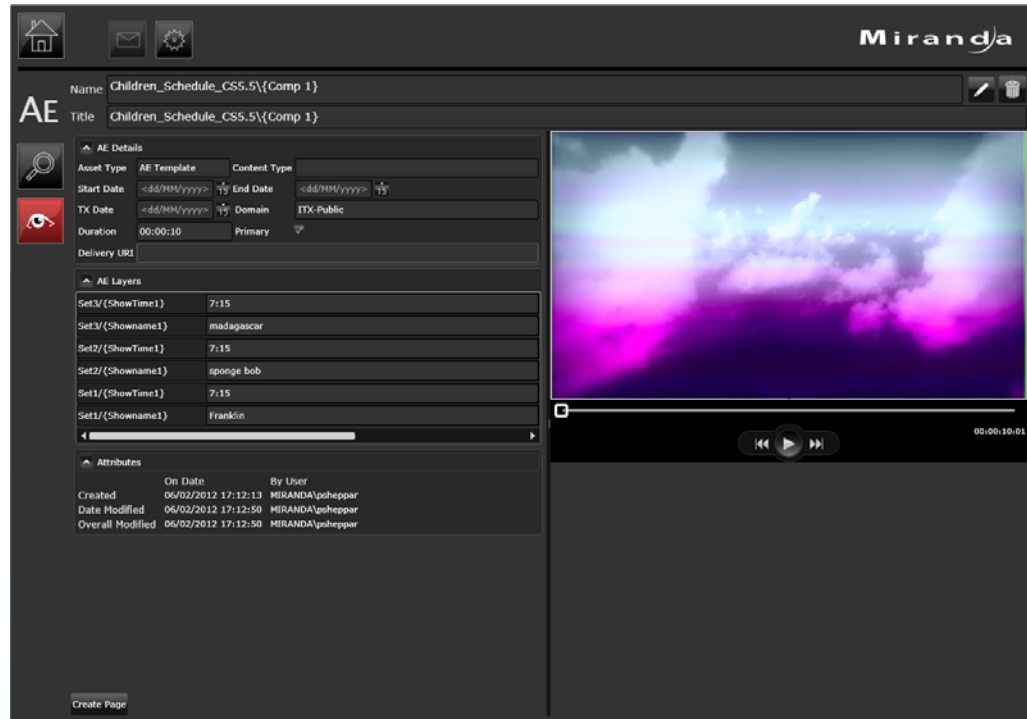 Miranda
AE
Name Children_Schedule_CS5.5\{Comp 1}
Title Children_Schedule_CS5.5\{Comp 1}
AE Details
Asset Type AE Template Content Type
Start Date <dd/MM/yyyy> 15 End Date <dd/MM/yyyy> 15
TX Date <dd/MM/yyyy> 15 Domain ITX-Public
Duration 00:00:10 Primary
Delivery URI
AE Layers
Set3/{ShowTime1} 7:15
Set3/{Showname1} madagascar
Set2/{ShowTime1} 7:15
Set2/{Showname1} sponge bob
Set1/{ShowTime1} 7:15
Set1/{Showname1} Franklin
00:00:10:01
Attributes
On Date By User
Created 06/02/2012 17:12:13 MIRANDA\psheppar
Date Modified 06/02/2012 17:12:50 MIRANDA\psheppar
Overall Modified 06/02/2012 17:12:50 MIRANDA\psheppar
Create Page